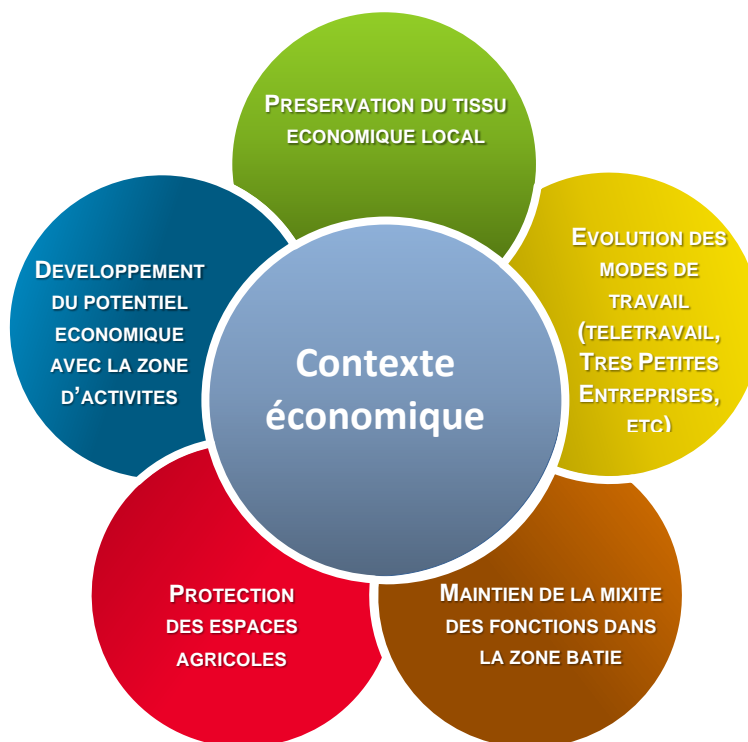 PRESERVATION DU TISSU
ECONOMIQUE LOCAL
EVOLUTION DES
MODES DE
TRAVAIL
(TELETRAVAIL,
TRES PETITES
ENTREPRISES,
ETC)
DEVELOPPEMENT
DU POTENTIEL
ECONOMIQUE
AVEC LA ZONE
D'ACTIVITES
Contexte
économique
PROTECTION
DES ESPACES
AGRICOLES
MAINTIEN DE LA MIXITE
DES FONCTIONS DANS
LA ZONE BATIE